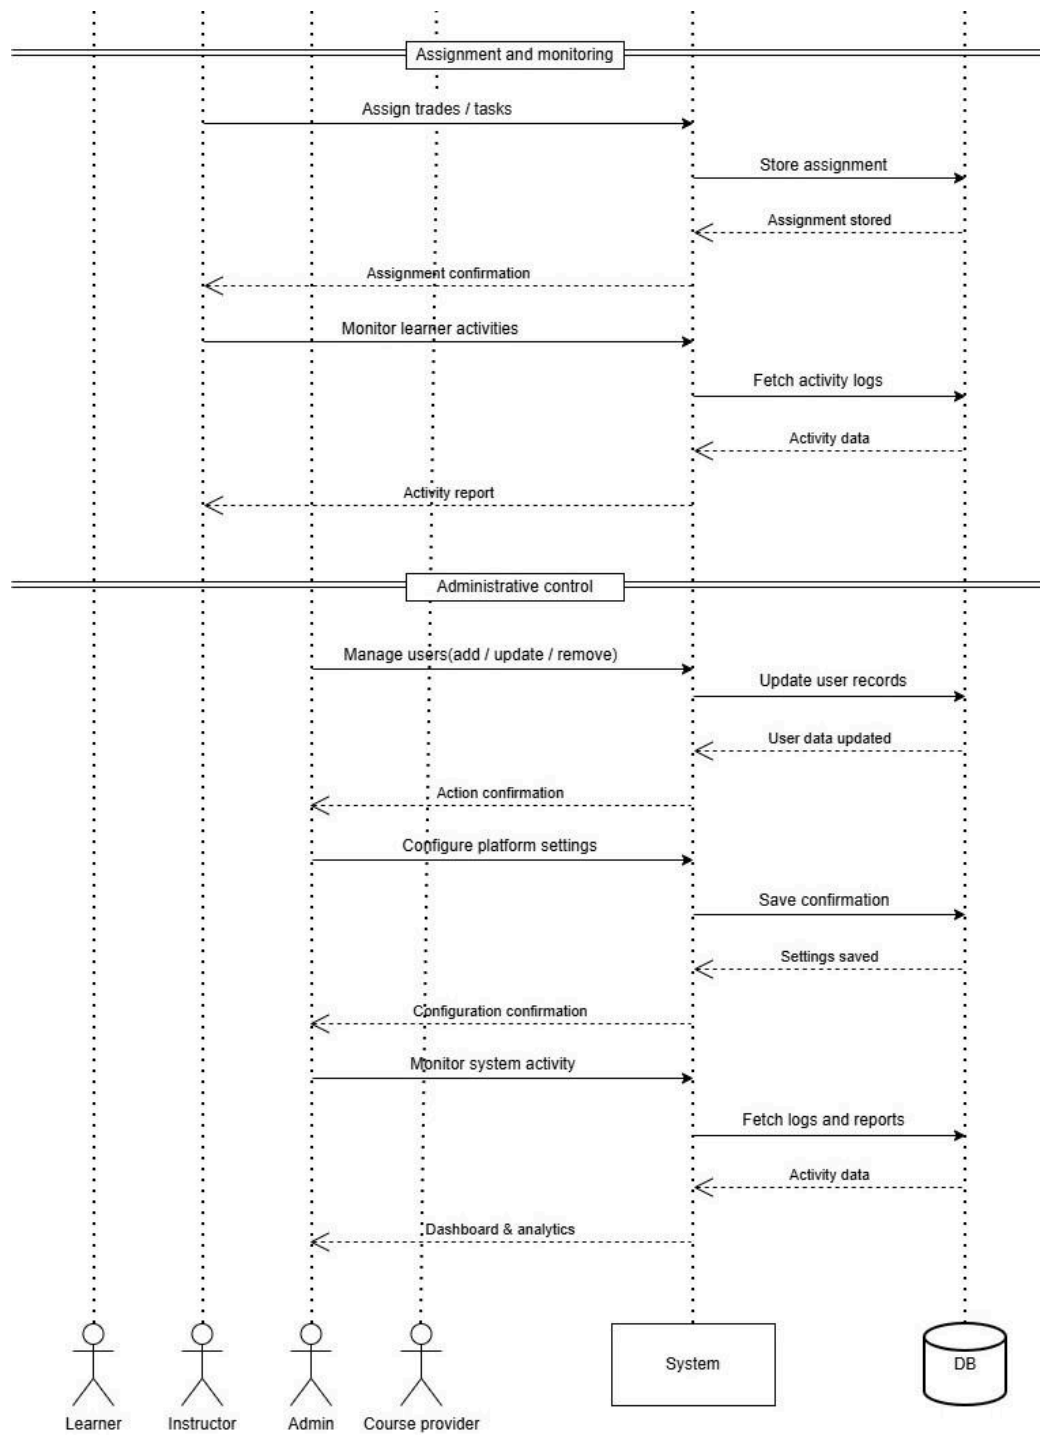 Assignment and monitoring
Assign trades / tasks
Store assignment
Assignment stored
Assignment confirmation
Monitor learner activities
Fetch activity logs
Activity data
Activity report
Administrative control
Manage users(add / update / remove)
Update user records
User data updated
Action confirmation
Configure platform settings
Save confirmation
Settings saved
Configuration confirmation
Monitor system activity
Fetch logs and reports
Activity data
Dashboard & analytics
System
DB
Learner
Instructor
Admin
Course provider